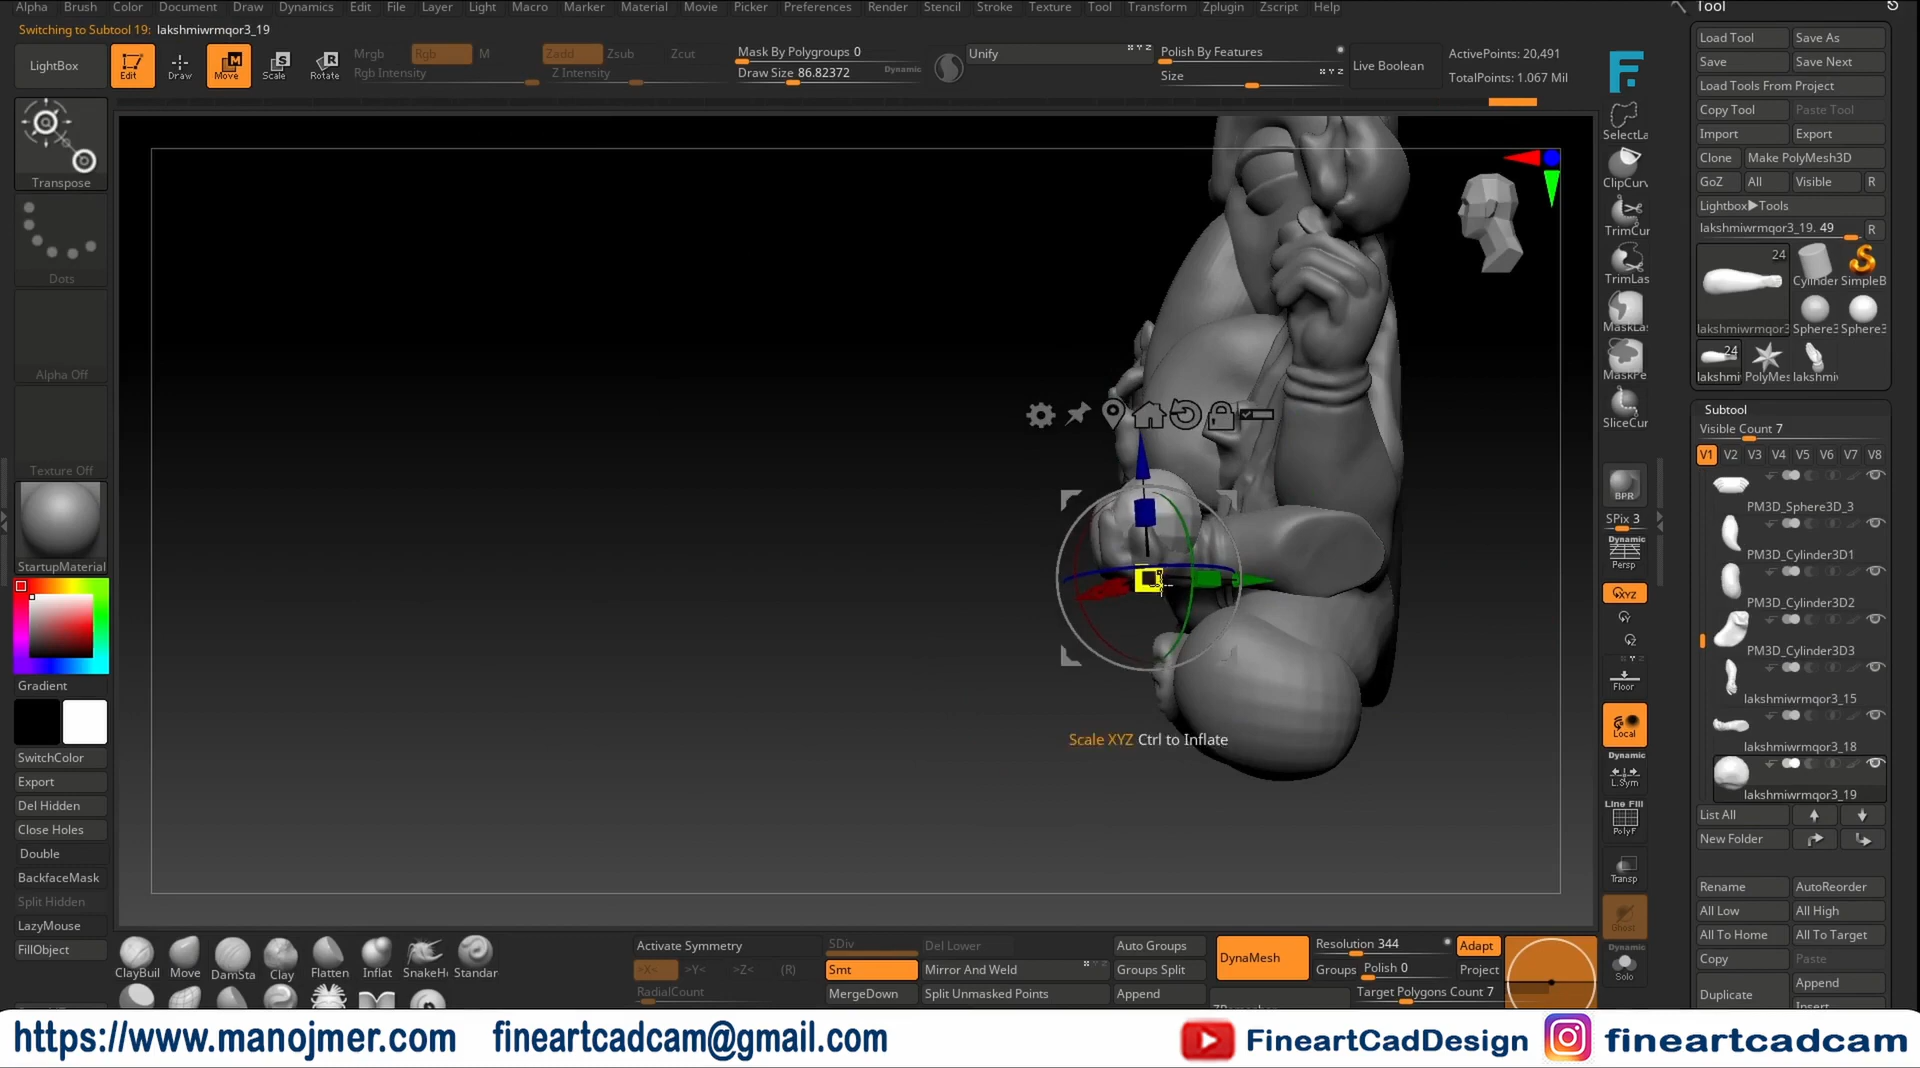 Alpha Brush Color Document Draw Dynamics Edit File Layer Light Macro Marker Material Movie Picker Preferences Render Stencil Stroke Texture Tool Transform Zplugin Zscript Help
Switching to Subtool 19: lakshmiwrmqor3_19
LightBox
Edit Draw Move Scale Rotate
Mrgb Rgb M Zadd Zsub Zcut
Rgb Intensity Z Intensity
Mask By Polygroups 0
Draw Size 86.82372 Dynamic
Unify
Polish By Features
Size
Live Boolean
ActivePoints: 20,491
TotalPoints: 1.067 Mil
Transpose
Dots
Alpha Off
Texture Off
StartupMaterial
Gradient
SwitchColor
Export
Del Hidden
Close Holes
Double
BackfaceMask
Split Hidden
LazyMouse
FillObject
Scale XYZ Ctrl to Inflate
SelectLa
ClipCurv
TrimCur
TrimLas
MaskLas
MaskPe
SliceCur
BPR
SPix 3
Dynamic
Persp
XYZ
Y
Z
Floor
Local
Dynamic
L.Sym
Line Fill
PolyF
Transp
Ghost
Dynamic
Solo
Tool
Load Tool Save As
Save Save Next
Load Tools From Project
Copy Tool Paste Tool
Import Export
Clone Make PolyMesh3D
GoZ All Visible R
Lightbox▶Tools
lakshmiwrmqor3_19. 49 R
24
Cylinder SimpleB
lakshmiwrmqor3 Sphere3 Sphere3
24
lakshmi PolyMes lakshmi
Subtool
Visible Count 7
V1 V2 V3 V4 V5 V6 V7 V8
PM3D_Sphere3D_3
PM3D_Cylinder3D1
PM3D_Cylinder3D2
PM3D_Cylinder3D3
lakshmiwrmqor3_15
lakshmiwrmqor3_18
lakshmiwrmqor3_19
List All
New Folder
Rename AutoReorder
All Low All High
All To Home All To Target
Copy Paste
Duplicate Append
Insert
ClayBuil Move DamSta Clay Flatten Inflat SnakeH Standar
Activate Symmetry
>X< >Y< >Z< (R)
RadialCount
SDiv Del Lower
Smt Mirror And Weld
MergeDown Split Unmasked Points
Auto Groups
Groups Split
Append
DynaMesh
Resolution 344 Adapt
Groups Polish 0 Project
Target Polygons Count 7
https://www.manojmer.com fineartcadcam@gmail.com FineartCadDesign fineartcadcam